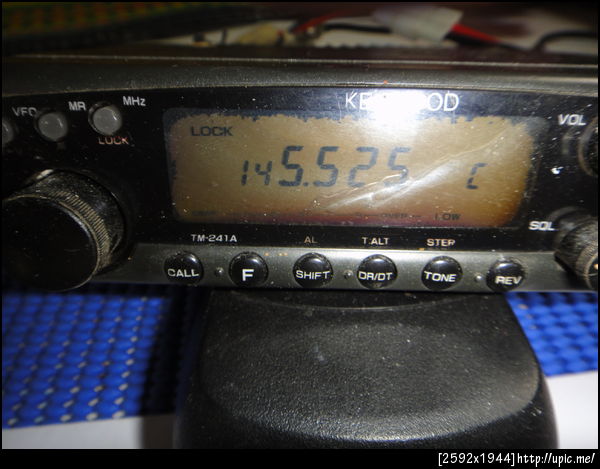 KENWOOD
VFO MR MHz
LOCK
VOL
LOCK
145.525 C
OVER LOW
SQL
TM-241A AL T.ALT STEP
CALL F SHIFT DR/DT TONE REV
[2592x1944]http://upic.me/